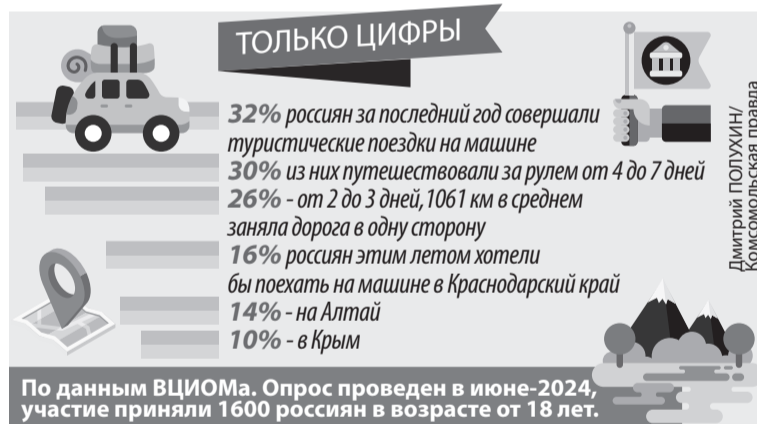 ТОЛЬКО ЦИФРЫ
32% россиян за последний год совершали
туристические поездки на машине
30% из них путешествовали за рулем от 4 до 7 дней
26% - от 2 до 3 дней, 1061 км в среднем
заняла дорога в одну сторону
16% россиян этим летом хотели
бы поехать на машине в Краснодарский край
14% - на Алтай
10% - в Крым
По данным ВЦИОМа. Опрос проведен в июне-2024,
участие приняли 1600 россиян в возрасте от 18 лет.
Дмитрий ПОЛУХИН/
Комсомольская правда